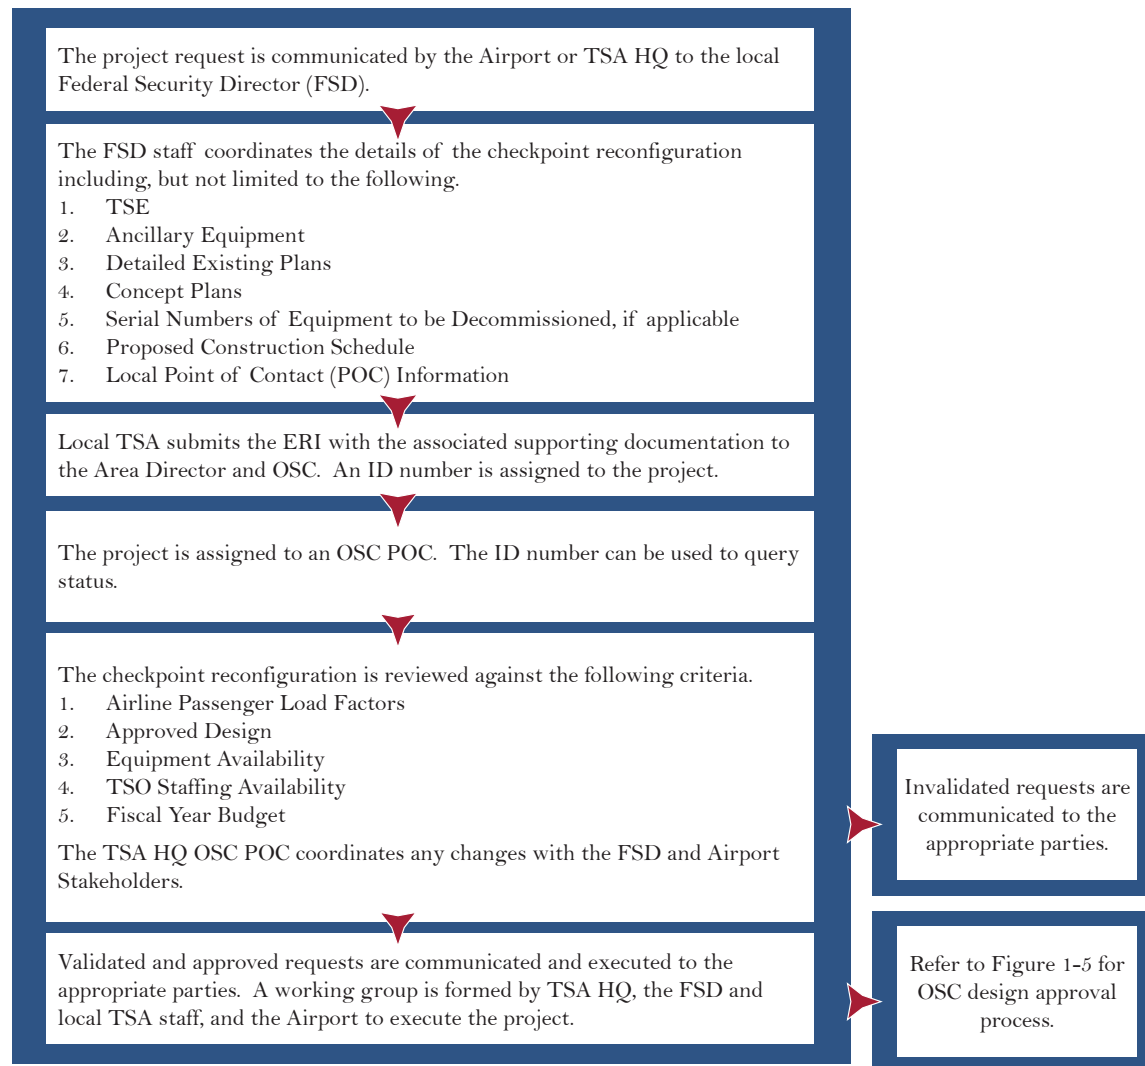 The project request is communicated by the Airport or TSA HQ to the local
Federal Security Director (FSD).
The FSD staff coordinates the details of the checkpoint reconfiguration
including, but not limited to the following.
1. TSE
2. Ancillary Equipment
3. Detailed Existing Plans
4. Concept Plans
5. Serial Numbers of Equipment to be Decommissioned, if applicable
6. Proposed Construction Schedule
7. Local Point of Contact (POC) Information
Local TSA submits the ERI with the associated supporting documentation to
the Area Director and OSC. An ID number is assigned to the project.
The project is assigned to an OSC POC. The ID number can be used to query
status.
The checkpoint reconfiguration is reviewed against the following criteria.
1. Airline Passenger Load Factors
2. Approved Design
3. Equipment Availability
4. TSO Staffing Availability
5. Fiscal Year Budget
The TSA HQ OSC POC coordinates any changes with the FSD and Airport
Stakeholders.
Invalidated requests are
communicated to the
appropriate parties.
Validated and approved requests are communicated and executed to the
appropriate parties. A working group is formed by TSA HQ, the FSD and
local TSA staff, and the Airport to execute the project.
Refer to Figure 1-5 for
OSC design approval
process.